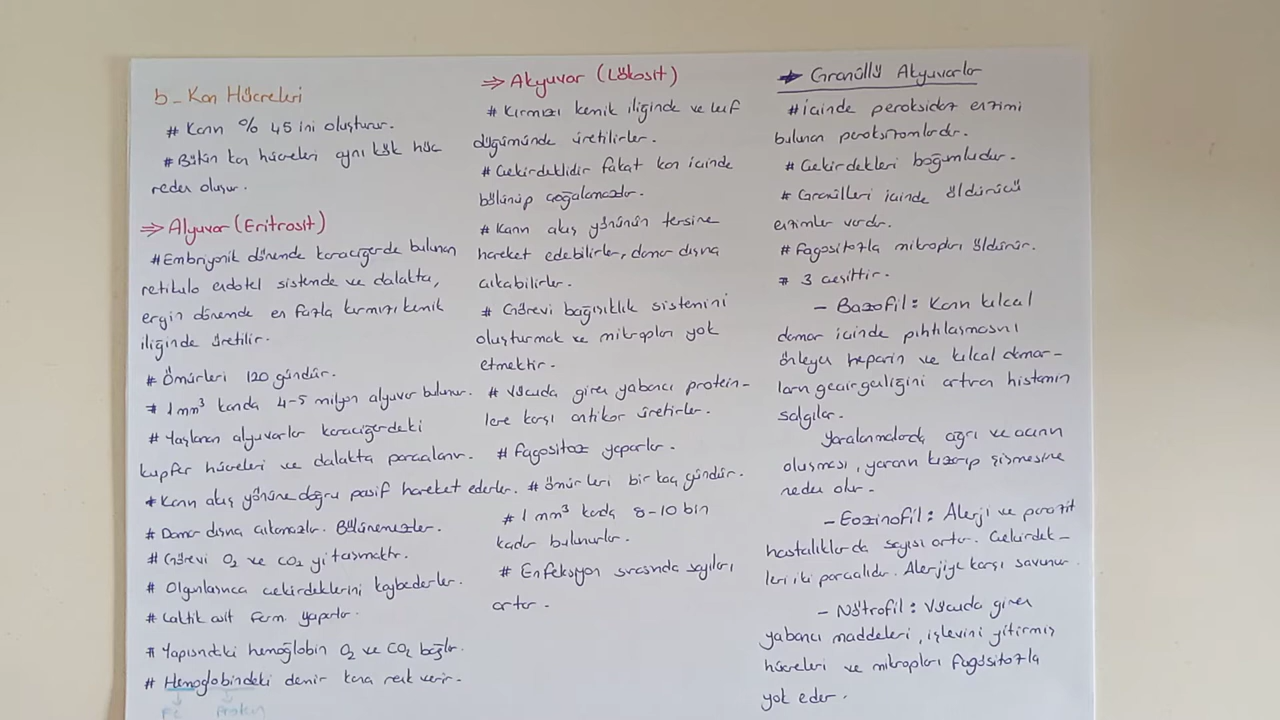 b - Kan Hücreleri
# Kanın % 45 ini oluşturur.
# Bütün kan hücreleri aynı kök hüc
reden oluşur.
⇒ Alyuvar (Eritrosit)
# Embriyonik dönemde karaciğerde bulunan
retikulo endotel sistemde ve dalakta,
ergin dönemde en fazla kırmızı kemik
iliğinde üretilir.
# Ömürleri 120 gündür.
# 1 mm³ kanda 4-5 milyon alyuvar bulunur.
# Yaşlanan alyuvarlar karaciğerdeki
kupfer hücreleri ve dalakta parçalanır.
# Kanın akış yönüne doğru pasif hareket ederler.
# Damar dışına çıkamazlar. Bölünemezler.
# Görevi O₂ ve CO₂ yi taşımaktır.
# Olgunlaşınca çekirdeklerini kaybederler.
# Laktik asit Ferm. yaparlar.
# Yapısındaki hemoglobin O₂ ve CO₂ bağlar.
# Hemoglobindeki demir kana renk verir.
Fe Protein
⇒ Akyuvar (Lökosit)
# Kırmızı kemik iliğinde ve lenf
düğümünde üretilirler.
# Çekirdeklidir fakat kan içinde
bölünüp çoğalamazlar.
# Kanın akış yönünün tersine
hareket edebilirler, damar dışına
çıkabilirler.
# Görevi bağışıklık sistemini
oluşturmak ve mikropları yok
etmektir.
# Vücuda giren yabancı protein-
lere karşı antikor üretirler.
# Fagositoz yaparlar.
# Ömürleri bir kaç gündür.
# 1 mm³ kanda 8-10 bin
kadar bulunurlar.
# Enfeksiyon sırasında sayıları
artar.
→ Granüllü Akyuvarlar
# İçinde peroksidaz enzimi
bulunan peroksizomlardır.
# Çekirdekleri boğumludur.
# Granülleri içinde öldürücü
enzimler vardır.
# Fagositozla mikropları öldürür.
# 3 çeşittir.
- Bazofil: Kanın kılcal
damar içinde pıhtılaşmasını
önleyen heparin ve kılcal damar-
ların geçirgenliğini artıran histamin
salgılar.
Yaralanmalarda ağrı ve acının
oluşması, yaranın kızarıp şişmesine
neden olur.
- Eozinofil: Alerji ve parazit
hastalıklarda sayısı artar. Çekirdek-
leri iki parçalıdır. Alerjiye karşı savunur.
- Nötrofil: Vücuda giren
yabancı maddeleri, işlevini yitirmiş
hücreleri ve mikropları fagositozla
yok eder.